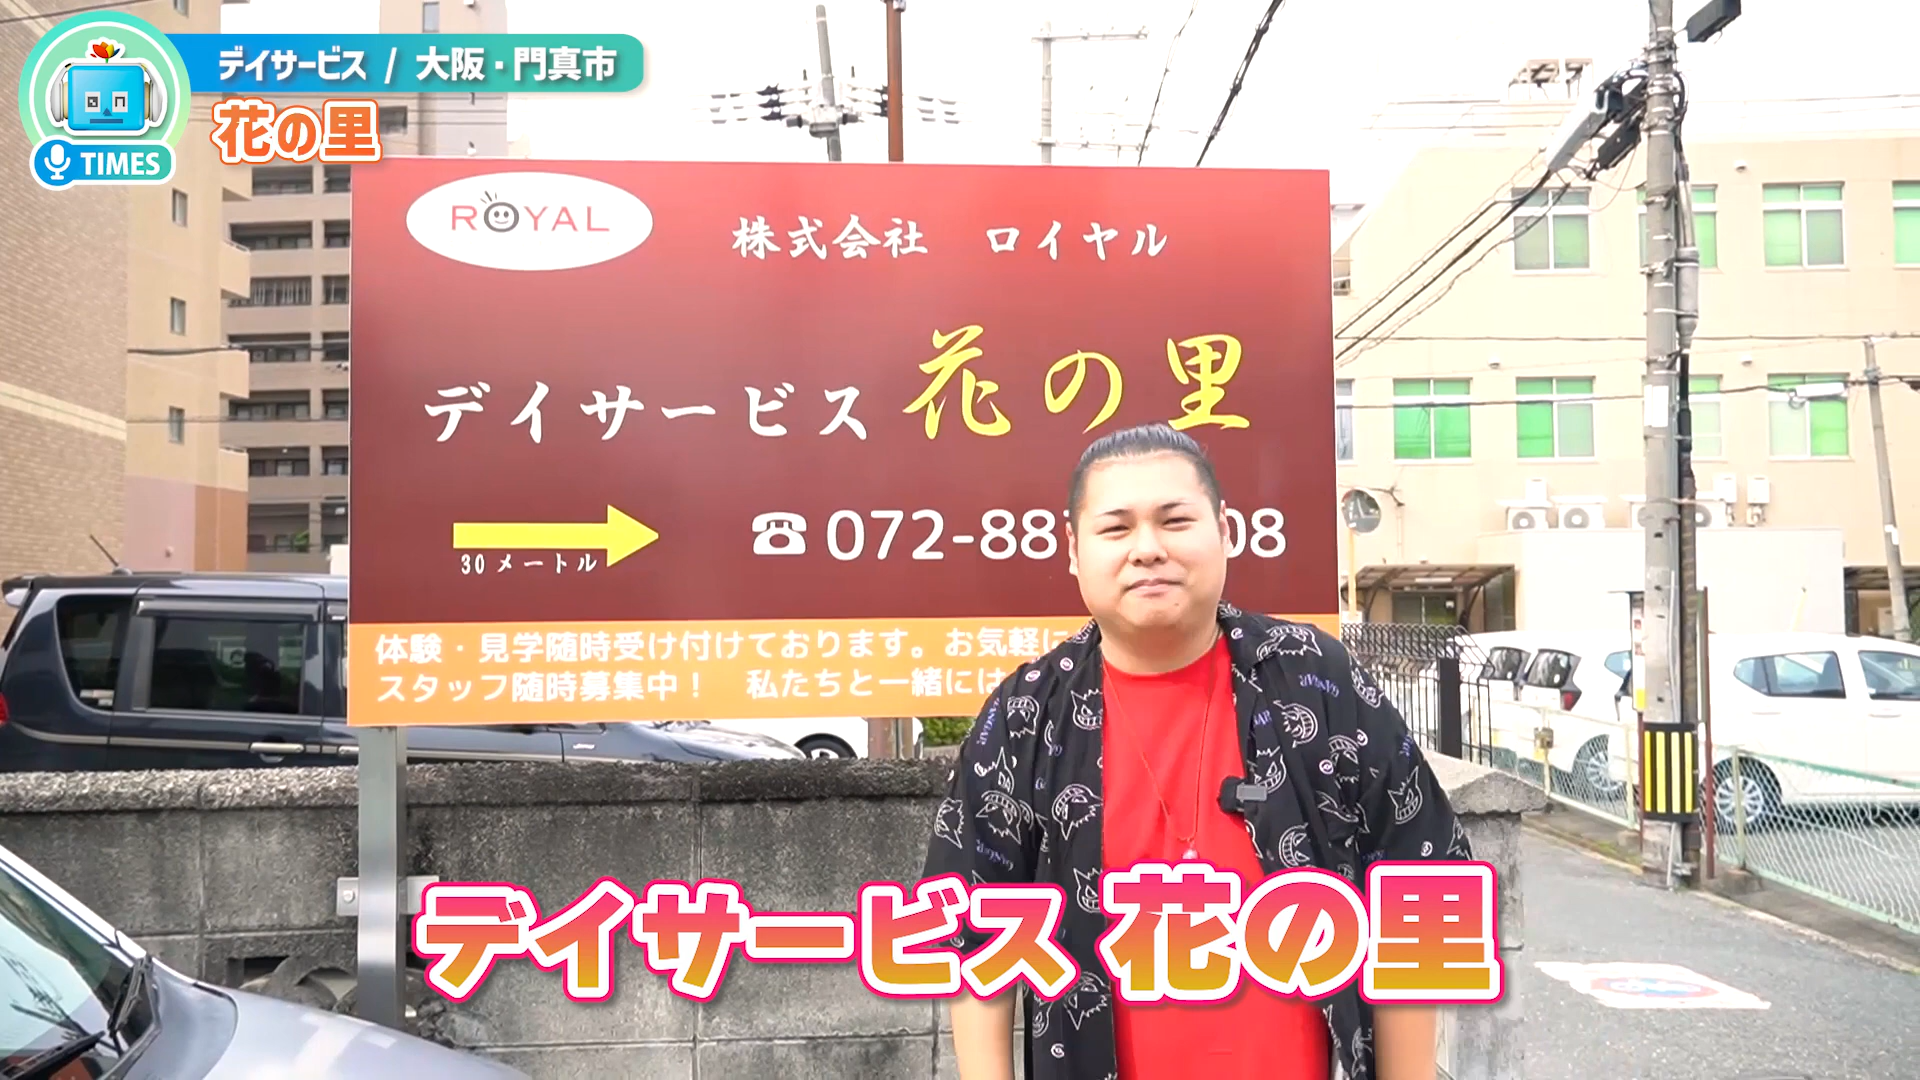 デイサービス / 大阪・門真市
花の里
TIMES
ROYAL
株式会社 ロイヤル
デイサービス 花の里
30メートル
☎072-88 08
体験・見学随時受け付けております。お気軽に
スタッフ随時募集中! 私たちと一緒には
デイサービス 花の里